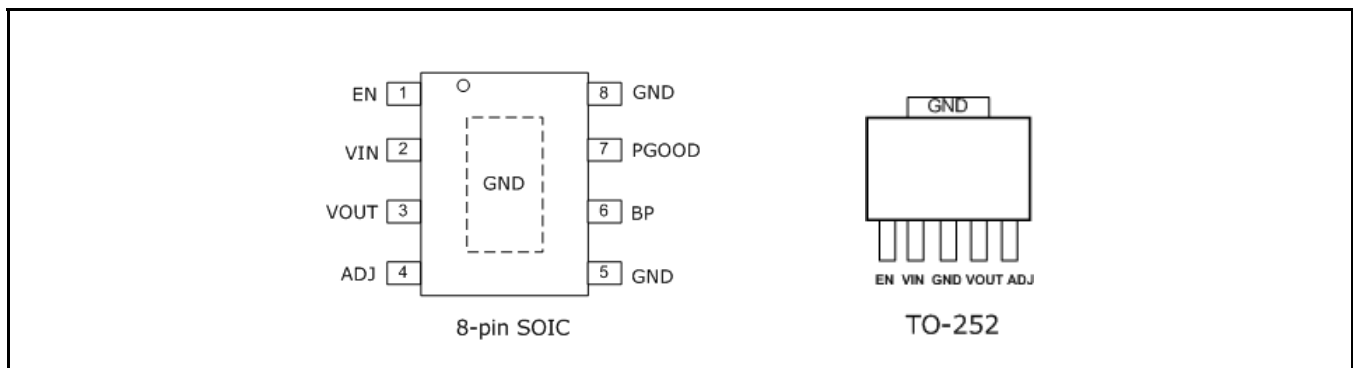 EN 1
VIN 2
VOUT 3
ADJ 4
GND
8 GND
7 PGOOD
6 BP
5 GND
8-pin SOIC
GND
EN VIN GND VOUT ADJ
TO-252